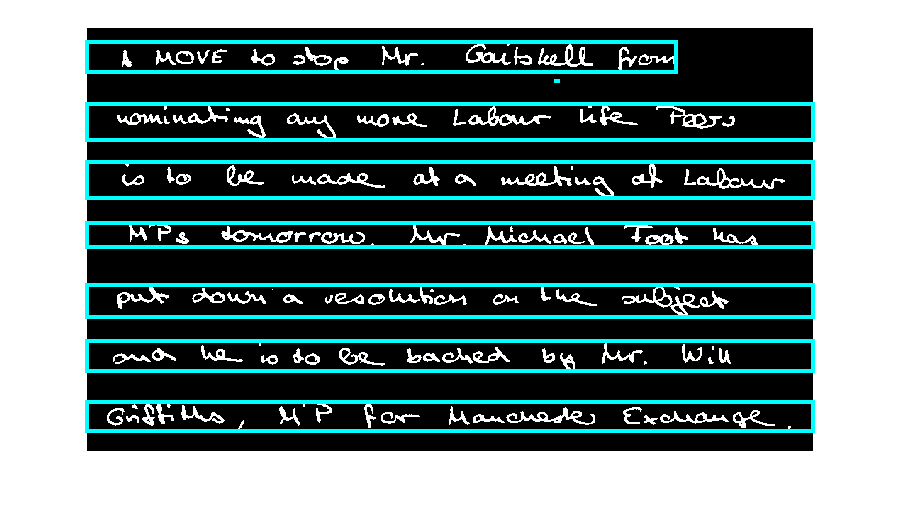 A MOVE to stop Mr. Gaitskell from
nominating any more Labour life Peers
is to be made at a meeting of Labour
MPs tomorrow. Mr. Michael Foot has
put down a resolution on the subject
and he is to be backed by Mr. Will
Griffiths, MP for Manchester Exchange.